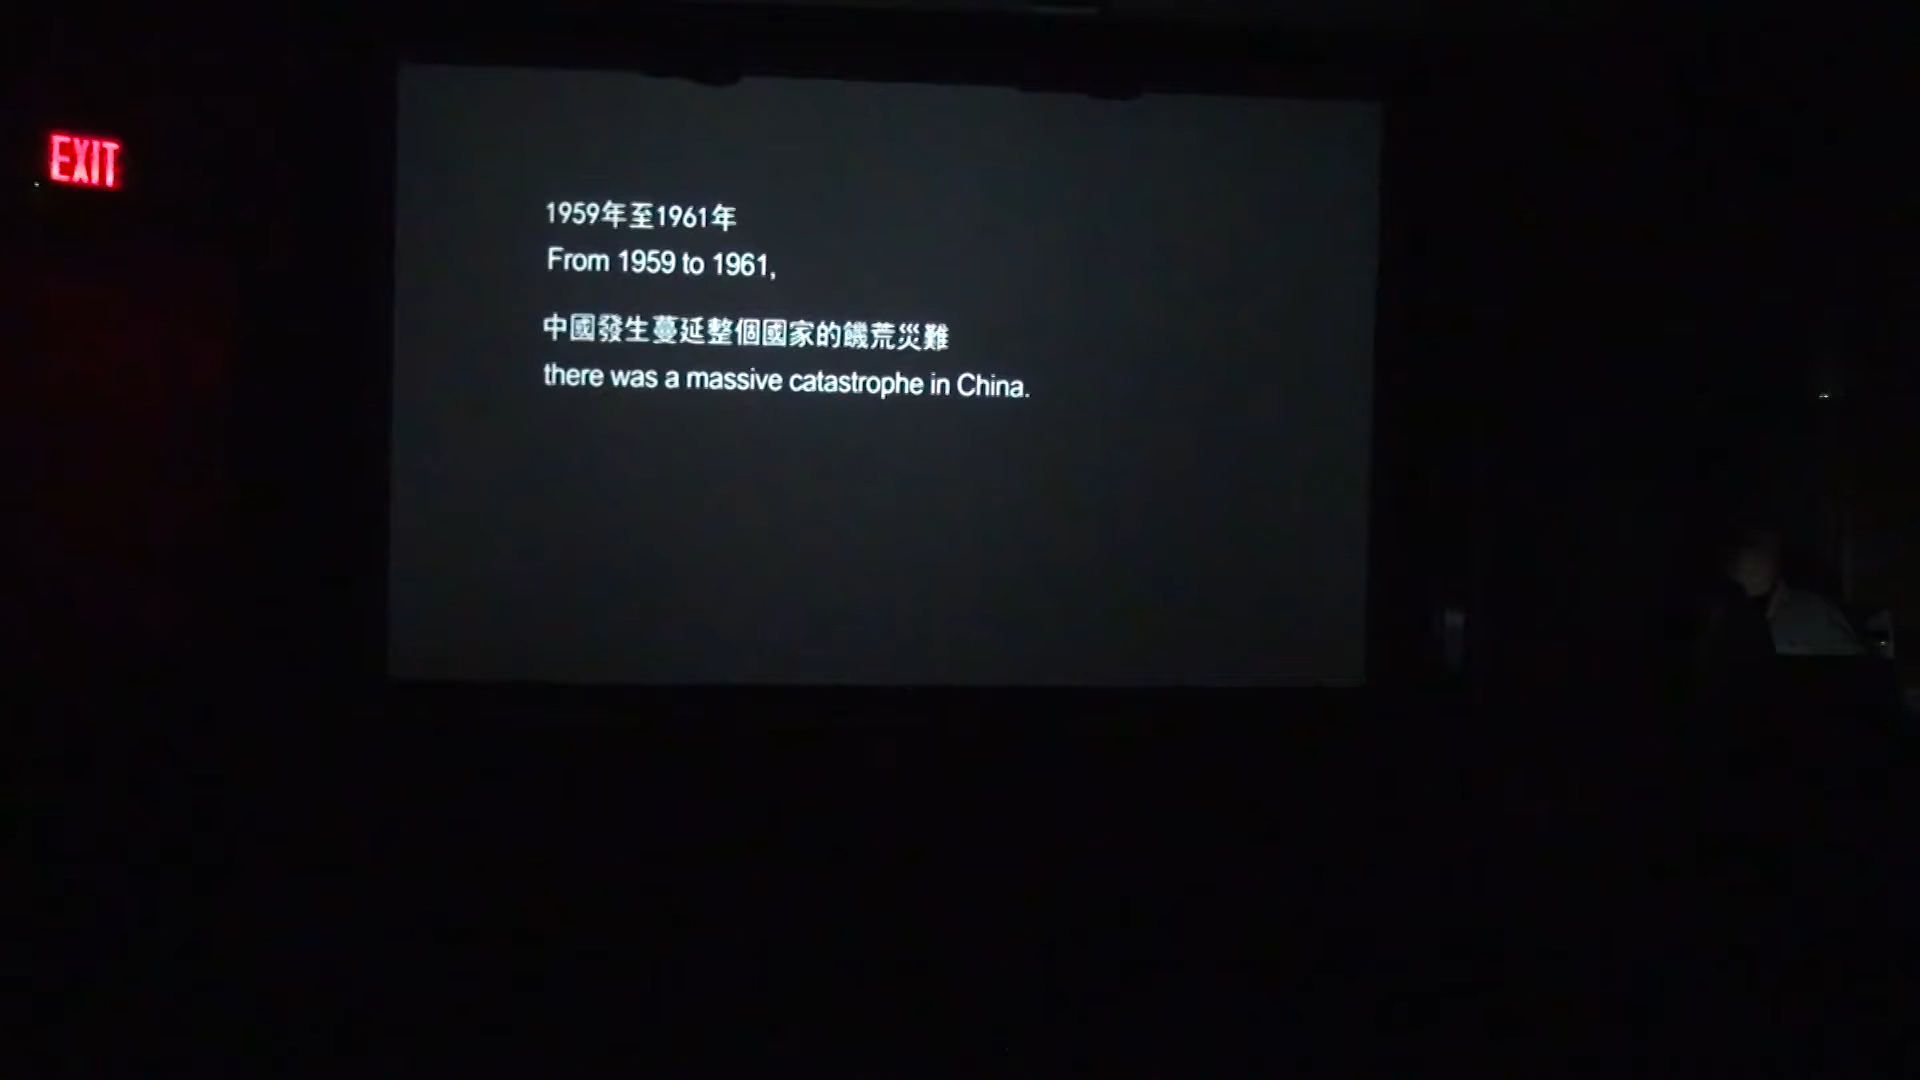 EXIT
1959年至1961年
From 1959 to 1961,
中國發生蔓延整個國家的饑荒災難
there was a massive catastrophe in China.